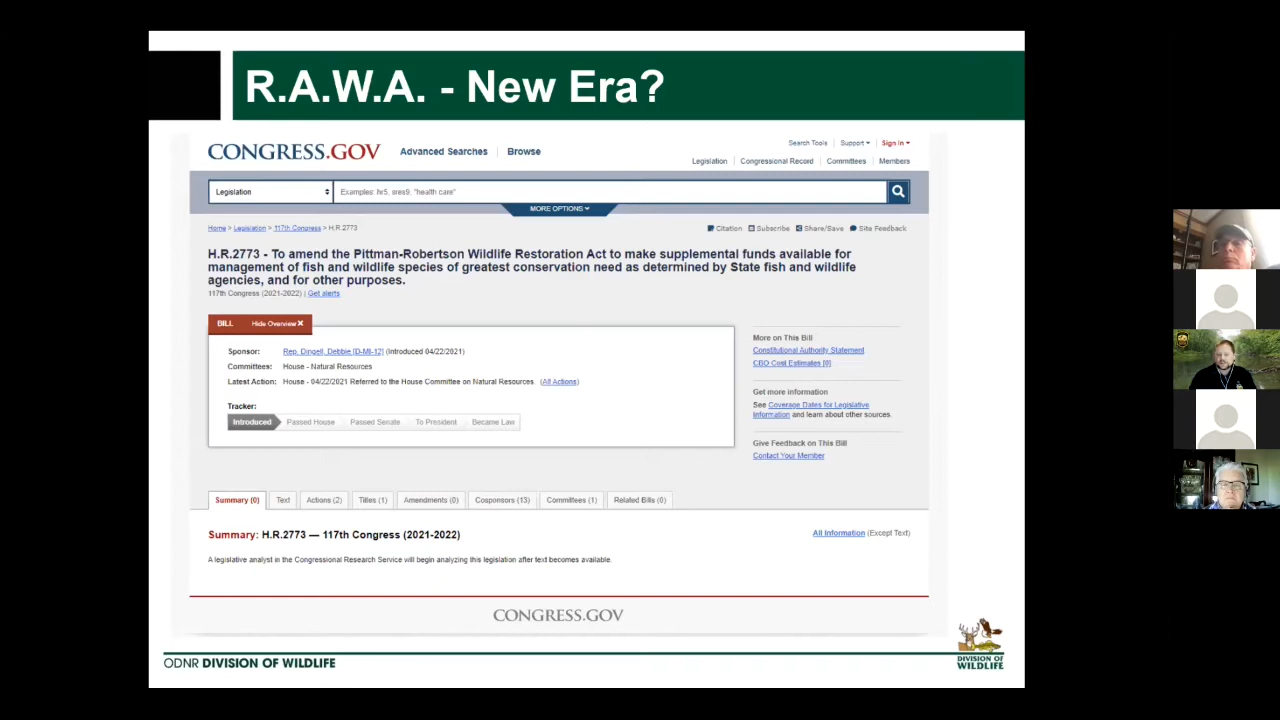 R.A.W.A. - New Era?
CONGRESS.GOV Advanced Searches Browse
Search Tools Support Sign In
Legislation Congressional Record Committees Members
Legislation Examples: hr5, sres9, "health care"
MORE OPTIONS
Home > Legislation > 117th Congress > H.R.2773
Citation Subscribe Share/Save Site Feedback
H.R.2773 - To amend the Pittman-Robertson Wildlife Restoration Act to make supplemental funds available for
management of fish and wildlife species of greatest conservation need as determined by State fish and wildlife
agencies, and for other purposes.
117th Congress (2021-2022) | Get alerts
BILL Hide Overview X
Sponsor: Rep. Dingell, Debbie [D-MI-12] (Introduced 04/22/2021)
Committees: House - Natural Resources
Latest Action: House - 04/22/2021 Referred to the House Committee on Natural Resources. (All Actions)
Tracker:
Introduced Passed House Passed Senate To President Became Law
More on This Bill
Constitutional Authority Statement
CBO Cost Estimates [0]
Get more information
See Coverage Dates for Legislative
Information and learn about other sources.
Give Feedback on This Bill
Contact Your Member
Summary (0) Text Actions (2) Titles (1) Amendments (0) Cosponsors (13) Committees (1) Related Bills (0)
Summary: H.R.2773 — 117th Congress (2021-2022)
All Information (Except Text)
A legislative analyst in the Congressional Research Service will begin analyzing this legislation after text becomes available.
CONGRESS.GOV
ODNR DIVISION OF WILDLIFE
DIVISION OF
WILDLIFE